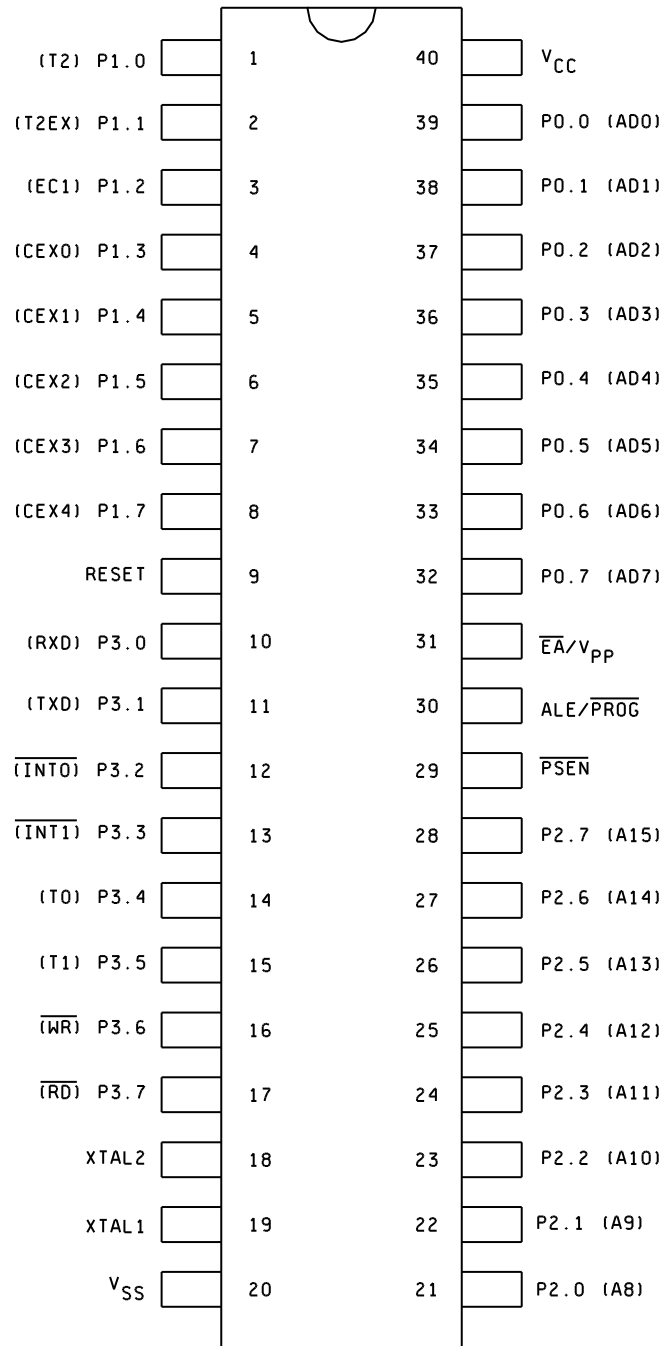 (T2) P1.0 1 40 VCC
(T2EX) P1.1 2 39 P0.0 (AD0)
(EC1) P1.2 3 38 P0.1 (AD1)
(CEX0) P1.3 4 37 P0.2 (AD2)
(CEX1) P1.4 5 36 P0.3 (AD3)
(CEX2) P1.5 6 35 P0.4 (AD4)
(CEX3) P1.6 7 34 P0.5 (AD5)
(CEX4) P1.7 8 33 P0.6 (AD6)
RESET 9 32 P0.7 (AD7)
(RXD) P3.0 10 31 E̅A̅/VPP
(TXD) P3.1 11 30 ALE/P̅R̅O̅G̅
(I̅N̅T̅0̅) P3.2 12 29 P̅S̅E̅N̅
(I̅N̅T̅1̅) P3.3 13 28 P2.7 (A15)
(T0) P3.4 14 27 P2.6 (A14)
(T1) P3.5 15 26 P2.5 (A13)
(W̅R̅) P3.6 16 25 P2.4 (A12)
(R̅D̅) P3.7 17 24 P2.3 (A11)
XTAL2 18 23 P2.2 (A10)
XTAL1 19 22 P2.1 (A9)
VSS 20 21 P2.0 (A8)